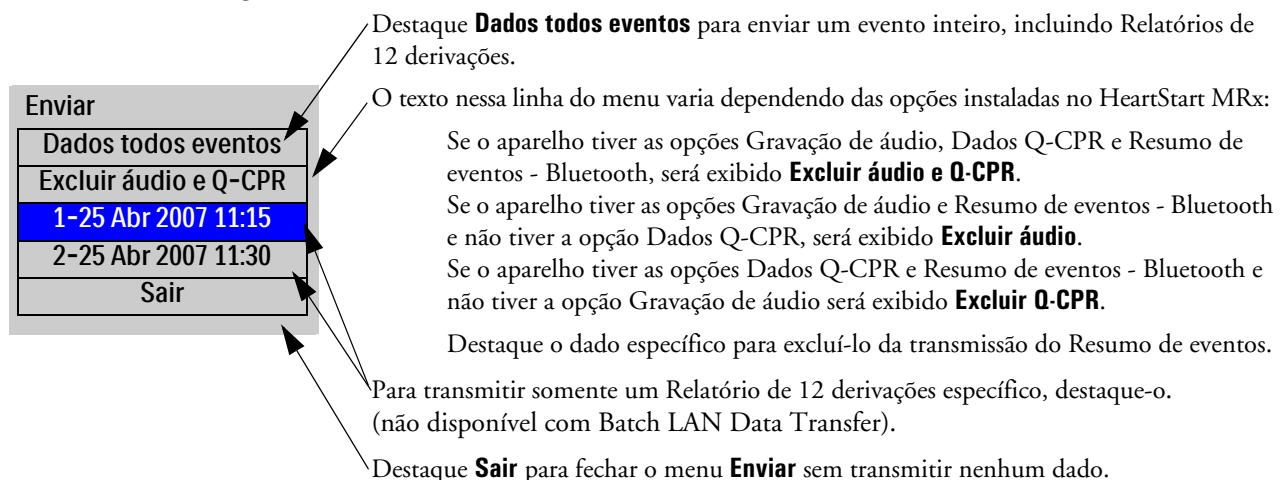 Destaque Dados todos eventos para enviar um evento inteiro, incluindo Relatórios de
12 derivações.
Enviar
Dados todos eventos
Excluir áudio e Q-CPR
1-25 Abr 2007 11:15
2-25 Abr 2007 11:30
Sair
O texto nessa linha do menu varia dependendo das opções instaladas no HeartStart MRx:
Se o aparelho tiver as opções Gravação de áudio, Dados Q-CPR e Resumo de
eventos - Bluetooth, será exibido Excluir áudio e Q-CPR.
Se o aparelho tiver as opções Gravação de áudio e Resumo de eventos - Bluetooth
e não tiver a opção Dados Q-CPR, será exibido Excluir áudio.
Se o aparelho tiver as opções Dados Q-CPR e Resumo de eventos - Bluetooth e
não tiver a opção Gravação de áudio será exibido Excluir Q-CPR.
Destaque o dado específico para excluí-lo da transmissão do Resumo de eventos.
Para transmitir somente um Relatório de 12 derivações específico, destaque-o.
(não disponível com Batch LAN Data Transfer).
Destaque Sair para fechar o menu Enviar sem transmitir nenhum dado.